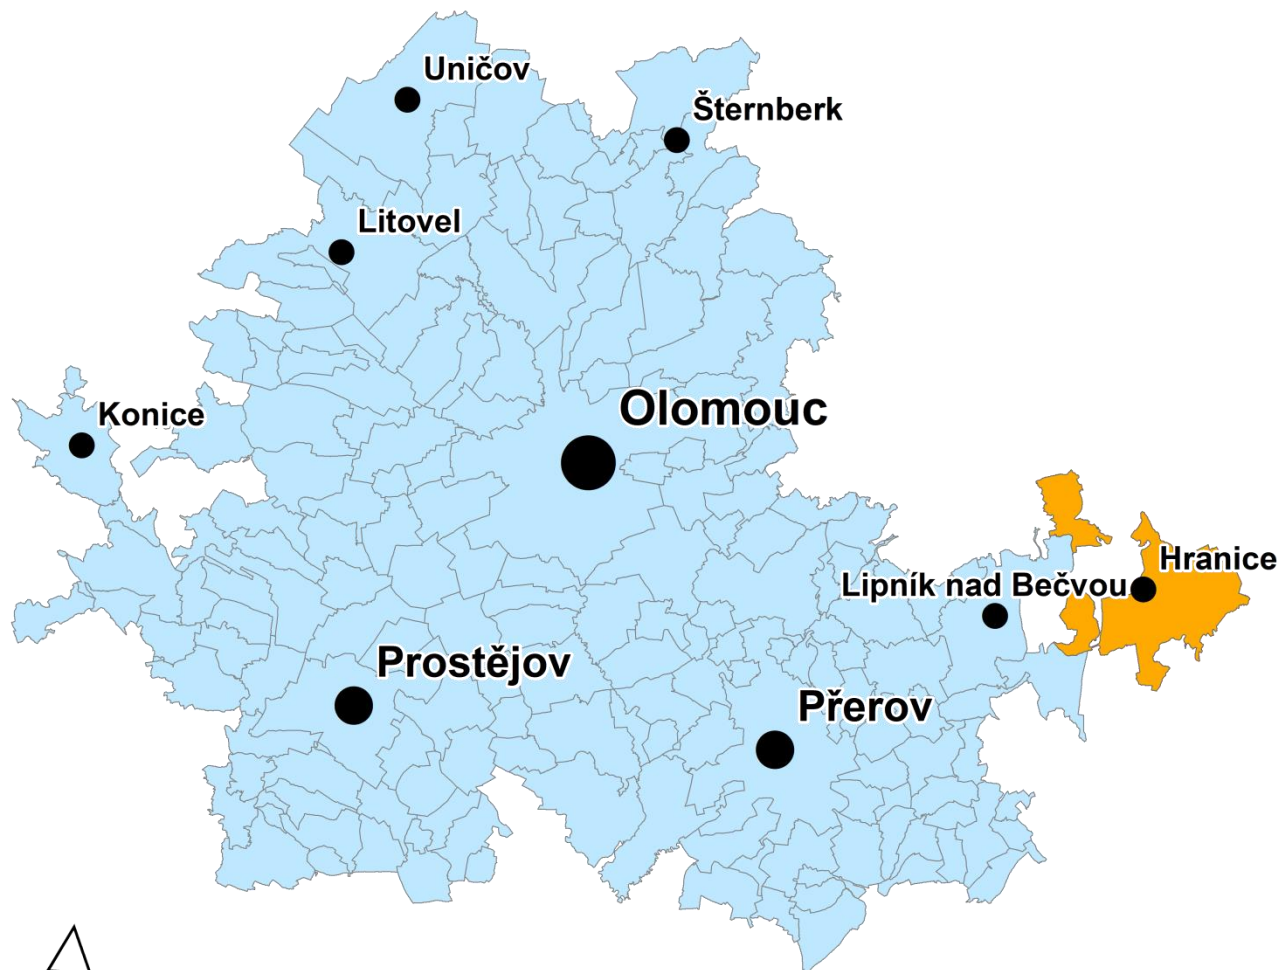 Uničov
Šternberk
Litovel
Olomouc
Konice
Hranice
Lipník nad Bečvou
Prostějov
Přerov